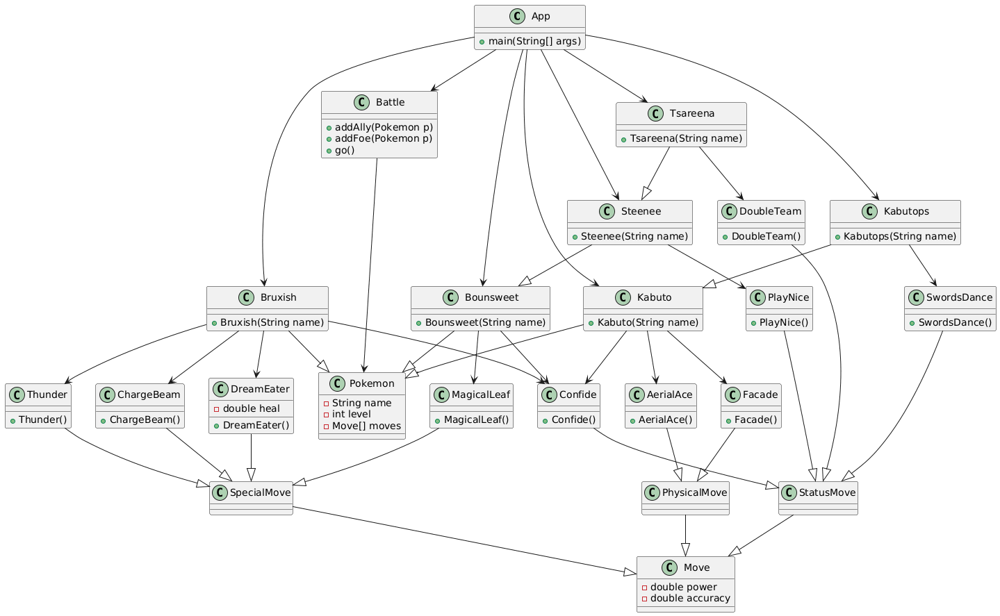 C App
main(String[] args)
C Battle
addAlly(Pokemon p)
addFoe(Pokemon p)
go()
C Tsareena
Tsareena(String name)
C Steenee
Steenee(String name)
C DoubleTeam
DoubleTeam()
C Kabutops
Kabutops(String name)
C Bruxish
Bruxish(String name)
C Bounsweet
Bounsweet(String name)
C Kabuto
Kabuto(String name)
C PlayNice
PlayNice()
C SwordsDance
SwordsDance()
C Thunder
Thunder()
C ChargeBeam
ChargeBeam()
C DreamEater
double heal
DreamEater()
C Pokemon
String name
int level
Move[] moves
C MagicalLeaf
MagicalLeaf()
C Confide
Confide()
C AerialAce
AerialAce()
C Facade
Facade()
C SpecialMove
C PhysicalMove
C StatusMove
C Move
double power
double accuracy